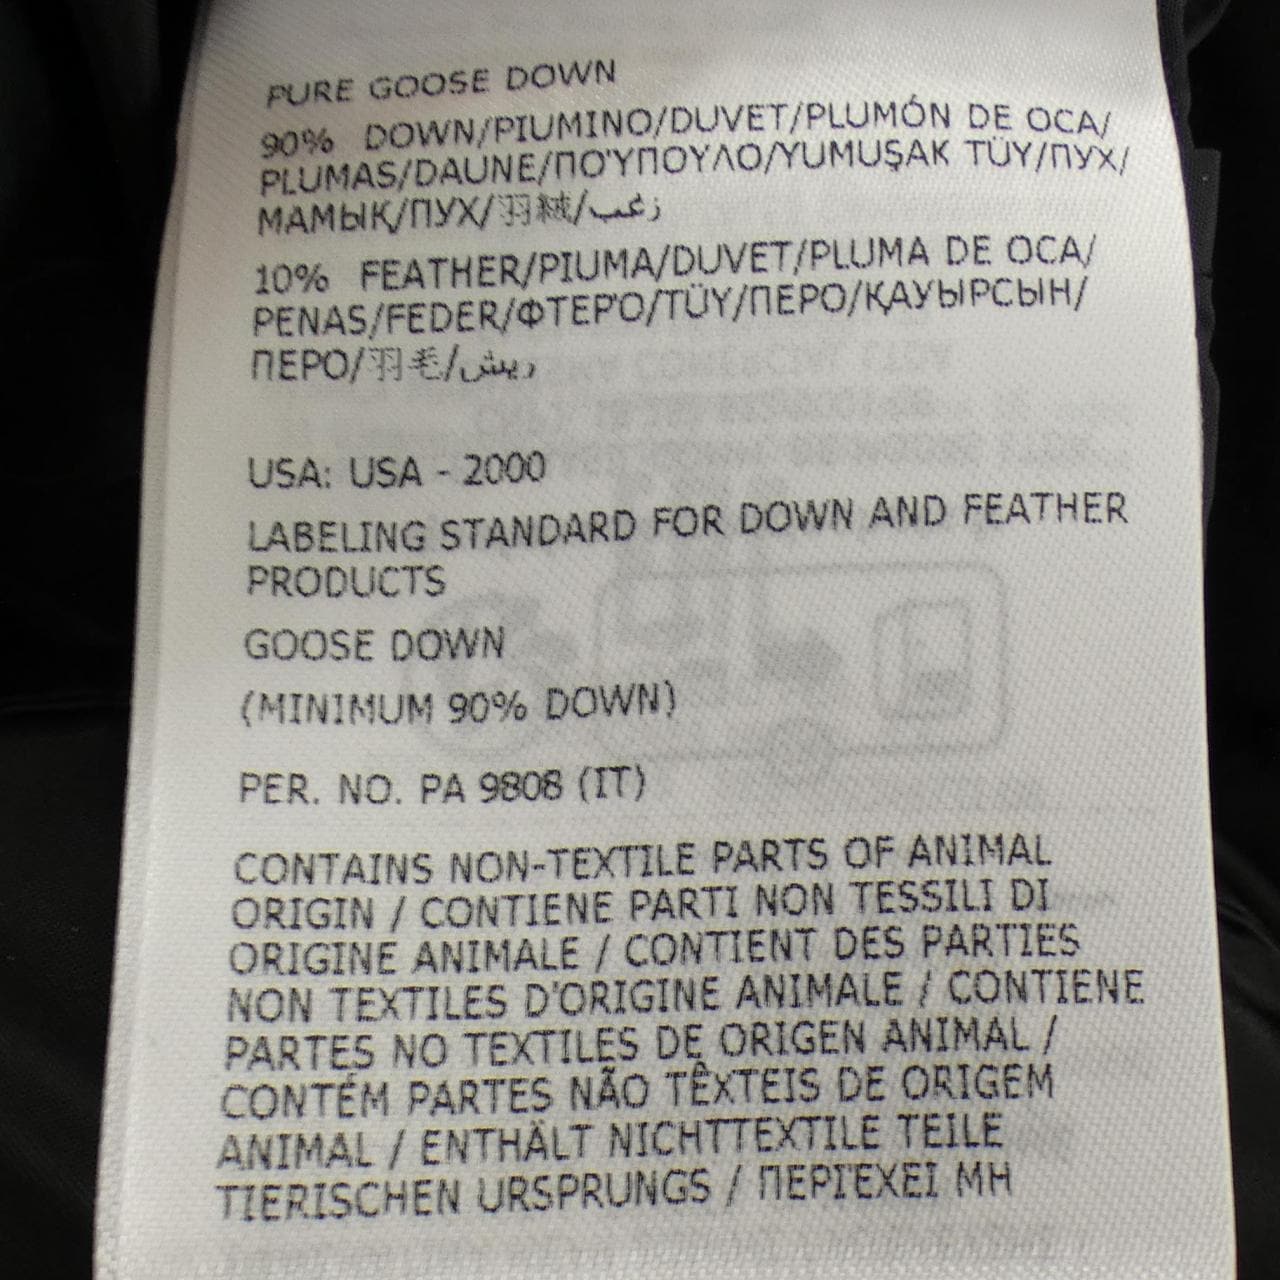 PURE GOOSE DOWN
90% DOWN/PIUMINO/DUVET/PLUMÓN DE OCA/
PLUMAS/DAUNE/ΠΟΎΠΟΥΛΟ/YUMUŞAK TÜY/ПУХ/
МАМЫҚ/ПУХ/羽絨/زغب
10% FEATHER/PIUMA/DUVET/PLUMA DE OCA/
PENAS/FEDER/ΦΤΕΡΌ/TÜY/ПЕРО/ҚАУЫРСЫН/
ПЕРО/羽毛/ريش
USA: USA - 2000
LABELING STANDARD FOR DOWN AND FEATHER
PRODUCTS
GOOSE DOWN
(MINIMUM 90% DOWN)
PER. NO. PA 9808 (IT)
CONTAINS NON-TEXTILE PARTS OF ANIMAL
ORIGIN / CONTIENE PARTI NON TESSILI DI
ORIGINE ANIMALE / CONTIENT DES PARTIES
NON TEXTILES D'ORIGINE ANIMALE / CONTIENE
PARTES NO TEXTILES DE ORIGEN ANIMAL /
CONTÉM PARTES NÃO TÊXTEIS DE ORIGEM
ANIMAL / ENTHÄLT NICHTTEXTILE TEILE
TIERISCHEN URSPRUNGS / ΠΕΡΙΈΧΕΙ ΜΗ